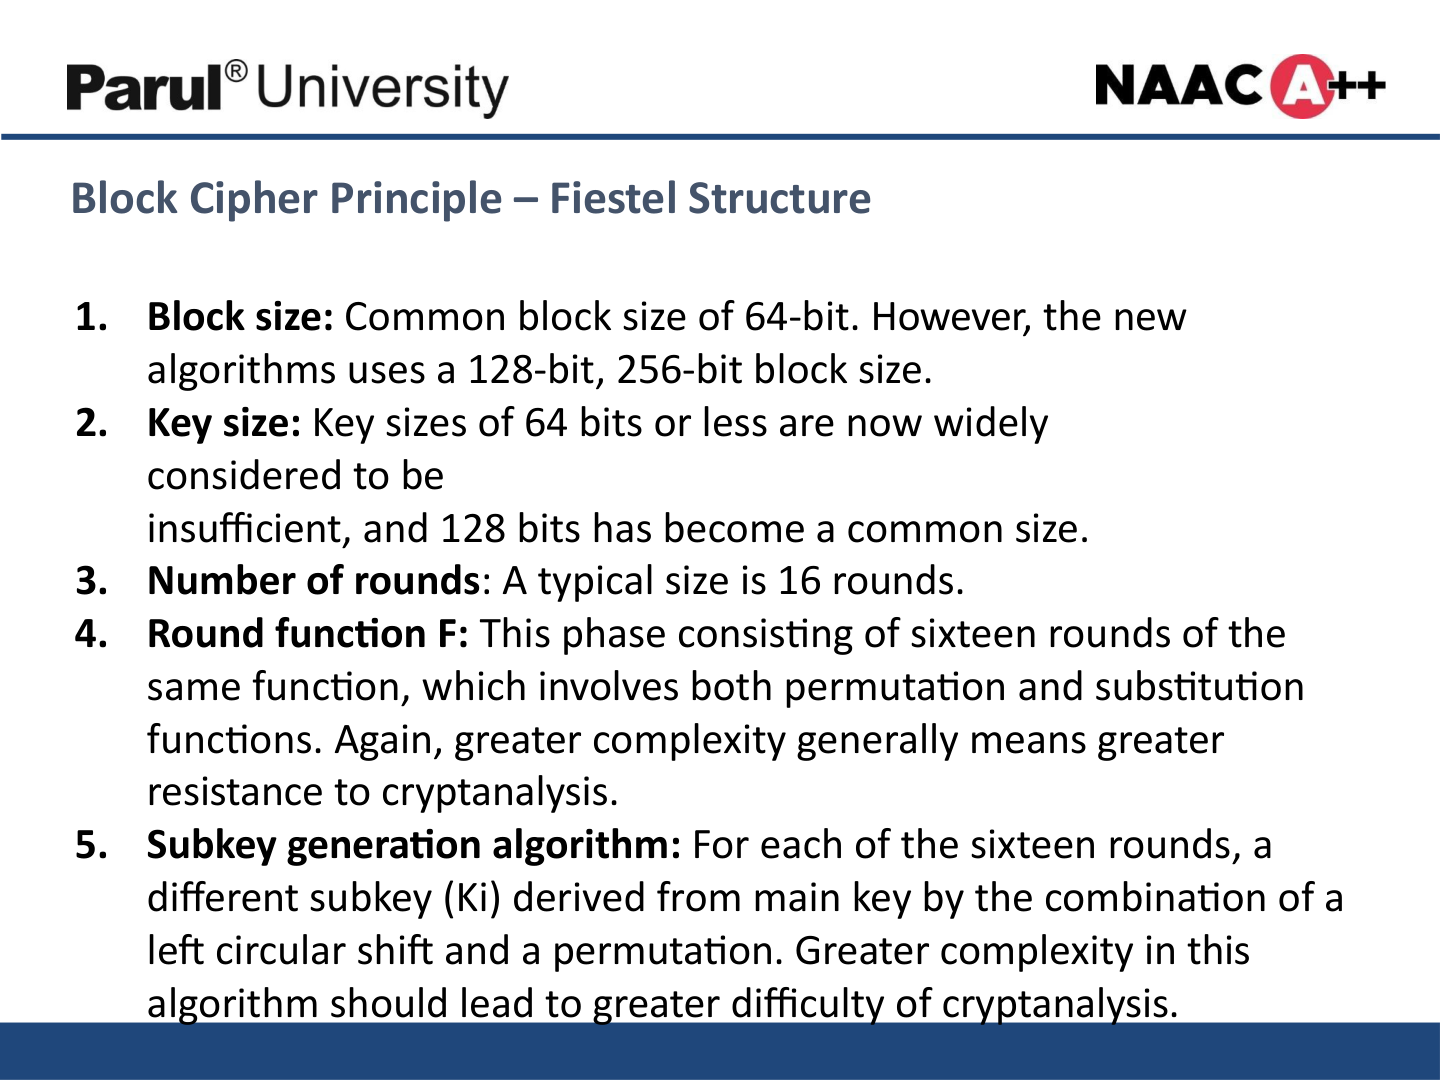 Parul® University
NAAC A++
Block Cipher Principle – Fiestel Structure
1. Block size: Common block size of 64-bit. However, the new
algorithms uses a 128-bit, 256-bit block size.
2. Key size: Key sizes of 64 bits or less are now widely
considered to be
insufficient, and 128 bits has become a common size.
3. Number of rounds: A typical size is 16 rounds.
4. Round function F: This phase consisting of sixteen rounds of the
same function, which involves both permutation and substitution
functions. Again, greater complexity generally means greater
resistance to cryptanalysis.
5. Subkey generation algorithm: For each of the sixteen rounds, a
different subkey (Ki) derived from main key by the combination of a
left circular shift and a permutation. Greater complexity in this
algorithm should lead to greater difficulty of cryptanalysis.